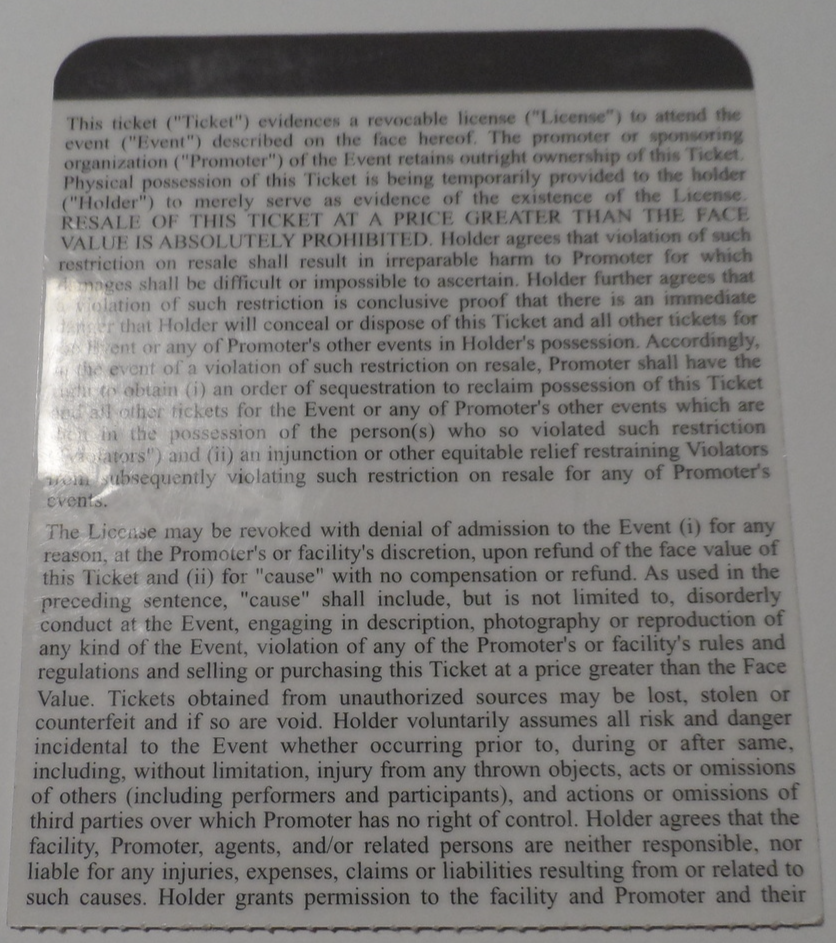 This ticket ("Ticket") evidences a revocable license ("License") to attend the
event ("Event") described on the face hereof. The promoter or sponsoring
organization ("Promoter") of the Event retains outright ownership of this Ticket.
Physical possession of this Ticket is being temporarily provided to the holder
("Holder") to merely serve as evidence of the existence of the License.
RESALE OF THIS TICKET AT A PRICE GREATER THAN THE FACE
VALUE IS ABSOLUTELY PROHIBITED. Holder agrees that violation of such
restriction on resale shall result in irreparable harm to Promoter for which
damages shall be difficult or impossible to ascertain. Holder further agrees that
a violation of such restriction is conclusive proof that there is an immediate
danger that Holder will conceal or dispose of this Ticket and all other tickets for
Event or any of Promoter's other events in Holder's possession. Accordingly,
the event of a violation of such restriction on resale, Promoter shall have the
right to obtain (i) an order of sequestration to reclaim possession of this Ticket
and all other tickets for the Event or any of Promoter's other events which are
in the possession of the person(s) who so violated such restriction
("Violators") and (ii) an injunction or other equitable relief restraining Violators
from subsequently violating such restriction on resale for any of Promoter's
events.
The License may be revoked with denial of admission to the Event (i) for any
reason, at the Promoter's or facility's discretion, upon refund of the face value of
this Ticket and (ii) for "cause" with no compensation or refund. As used in the
preceding sentence, "cause" shall include, but is not limited to, disorderly
conduct at the Event, engaging in description, photography or reproduction of
any kind of the Event, violation of any of the Promoter's or facility's rules and
regulations and selling or purchasing this Ticket at a price greater than the Face
Value. Tickets obtained from unauthorized sources may be lost, stolen or
counterfeit and if so are void. Holder voluntarily assumes all risk and danger
incidental to the Event whether occurring prior to, during or after same,
including, without limitation, injury from any thrown objects, acts or omissions
of others (including performers and participants), and actions or omissions of
third parties over which Promoter has no right of control. Holder agrees that the
facility, Promoter, agents, and/or related persons are neither responsible, nor
liable for any injuries, expenses, claims or liabilities resulting from or related to
such causes. Holder grants permission to the facility and Promoter and their